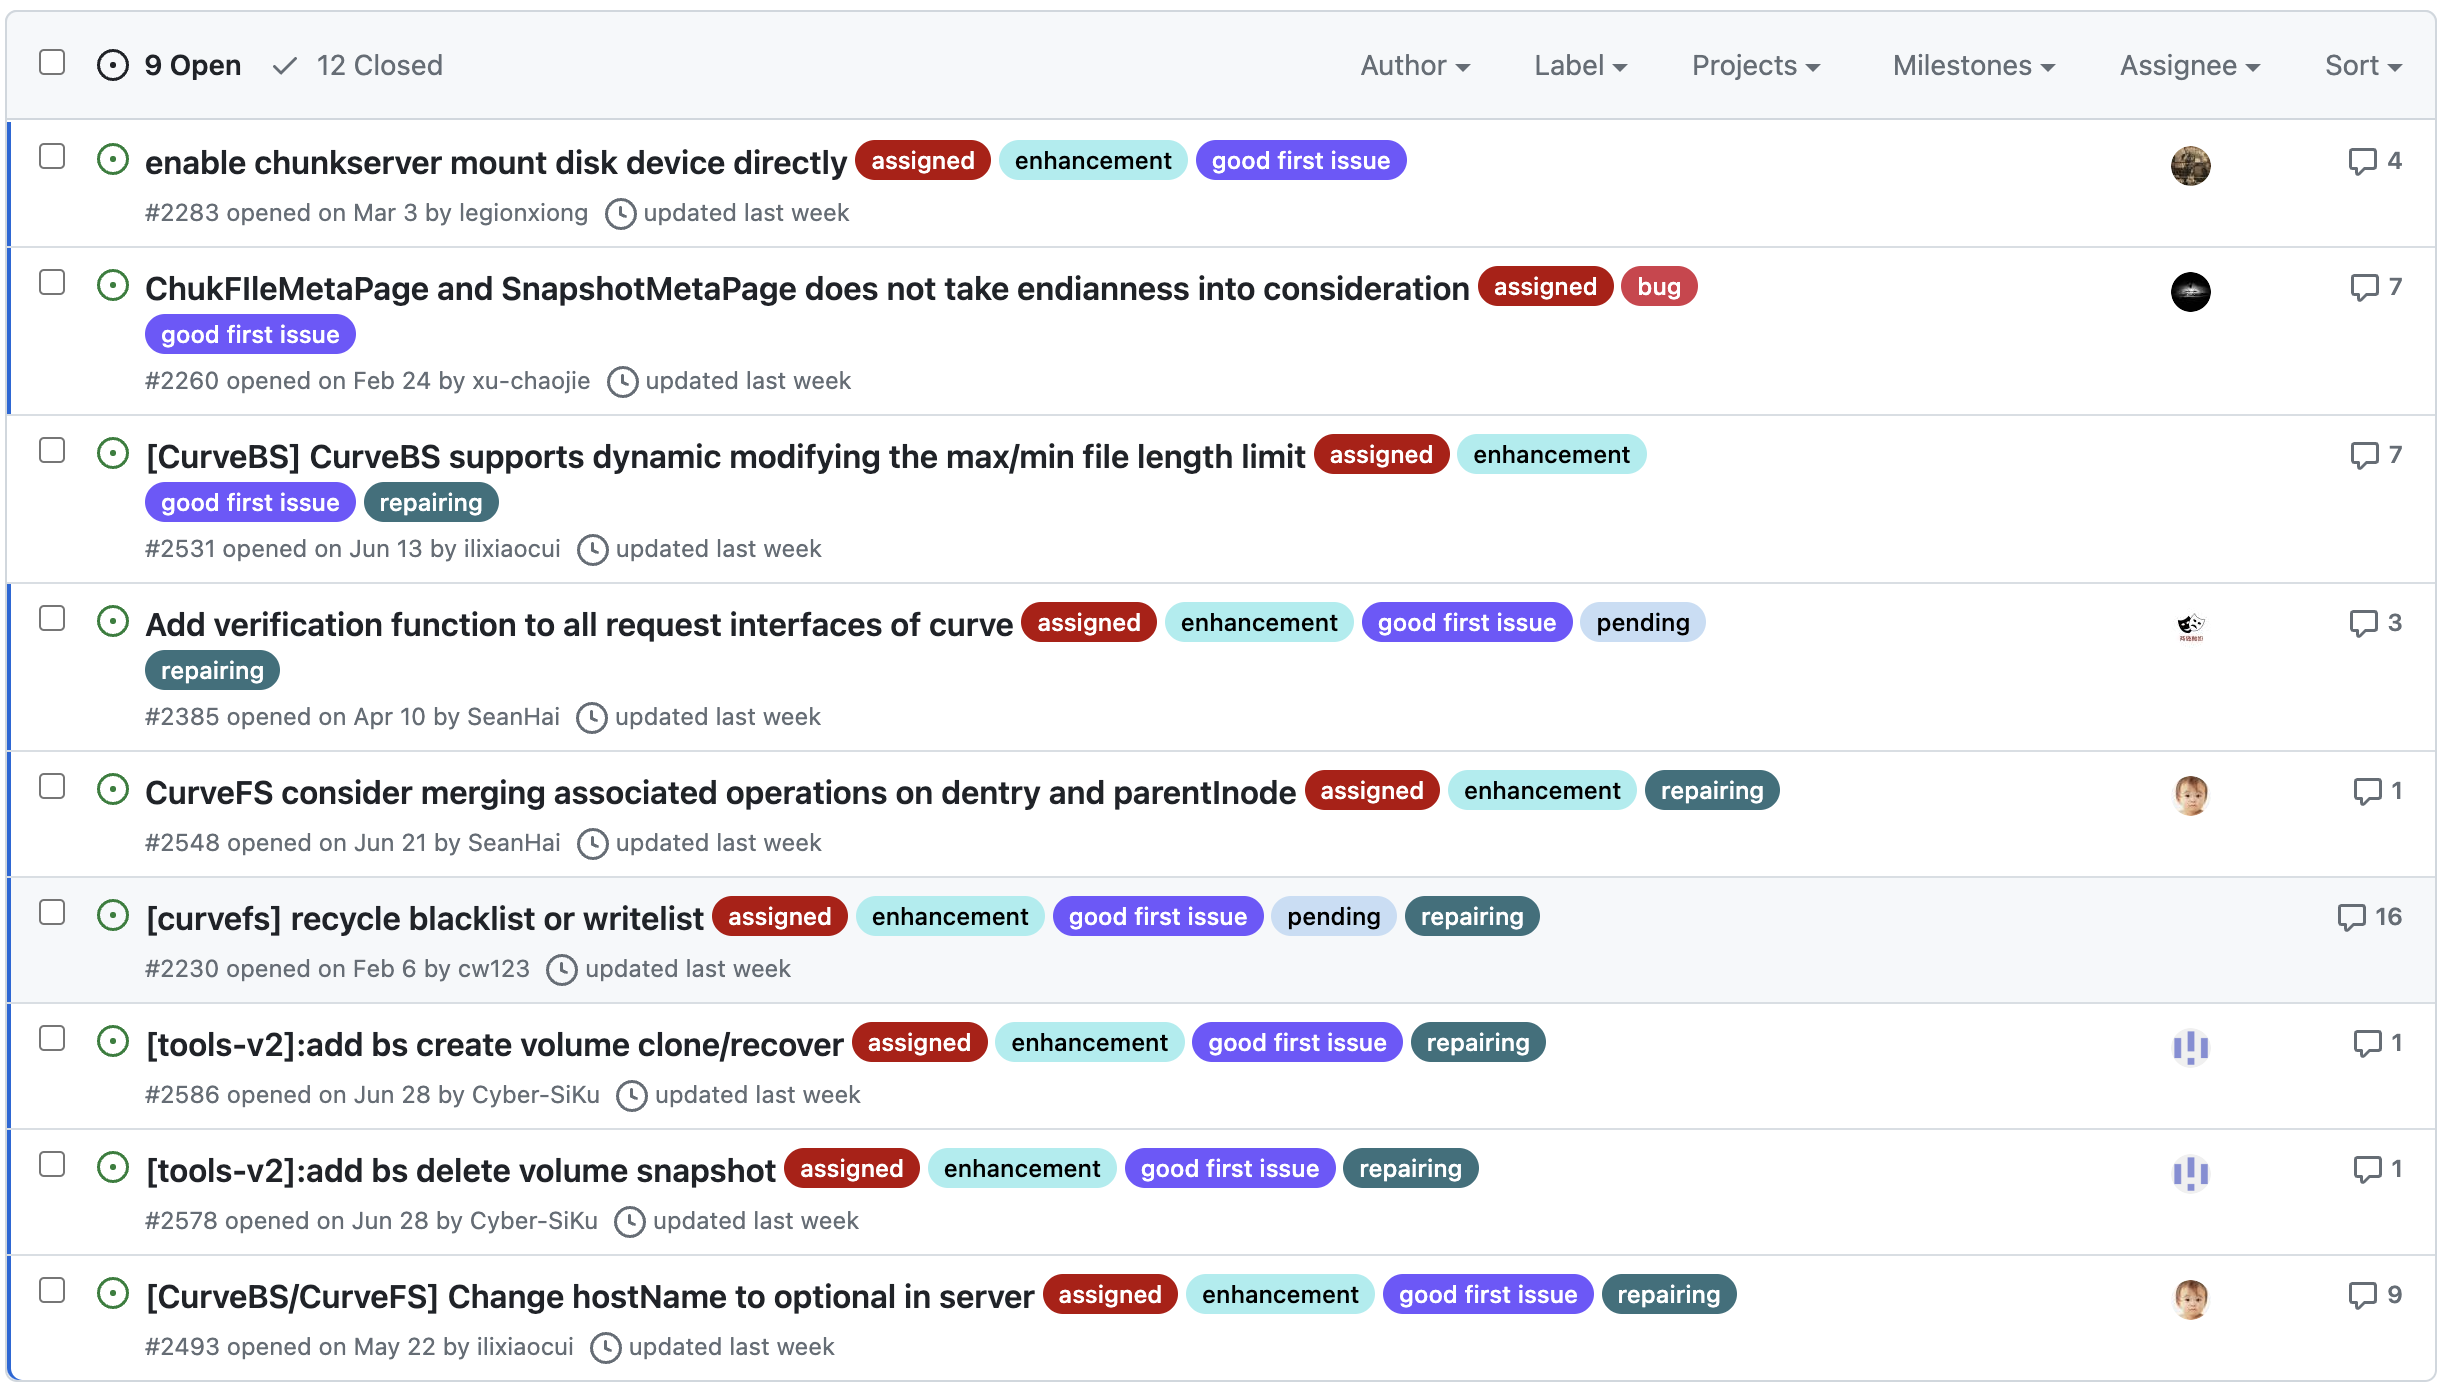 9 Open 12 Closed Author Label Projects Milestones Assignee Sort
enable chunkserver mount disk device directly assigned enhancement good first issue 4
#2283 opened on Mar 3 by legionxiong updated last week
ChukFIleMetaPage and SnapshotMetaPage does not take endianness into consideration assigned bug 7
good first issue
#2260 opened on Feb 24 by xu-chaojie updated last week
[CurveBS] CurveBS supports dynamic modifying the max/min file length limit assigned enhancement 7
good first issue repairing
#2531 opened on Jun 13 by ilixiaocui updated last week
Add verification function to all request interfaces of curve assigned enhancement good first issue pending 3
repairing
#2385 opened on Apr 10 by SeanHai updated last week
CurveFS consider merging associated operations on dentry and parentInode assigned enhancement repairing 1
#2548 opened on Jun 21 by SeanHai updated last week
[curvefs] recycle blacklist or writelist assigned enhancement good first issue pending repairing 16
#2230 opened on Feb 6 by cw123 updated last week
[tools-v2]:add bs create volume clone/recover assigned enhancement good first issue repairing 1
#2586 opened on Jun 28 by Cyber-SiKu updated last week
[tools-v2]:add bs delete volume snapshot assigned enhancement good first issue repairing 1
#2578 opened on Jun 28 by Cyber-SiKu updated last week
[CurveBS/CurveFS] Change hostName to optional in server assigned enhancement good first issue repairing 9
#2493 opened on May 22 by ilixiaocui updated last week